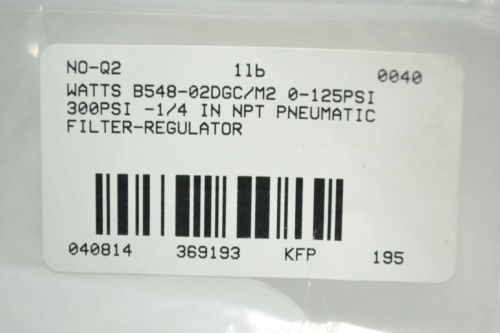 NO-Q2 1lb 0040
WATTS B548-02DGC/M2 0-125PSI
300PSI -1/4 IN NPT PNEUMATIC
FILTER-REGULATOR
040814 369193 KFP 195